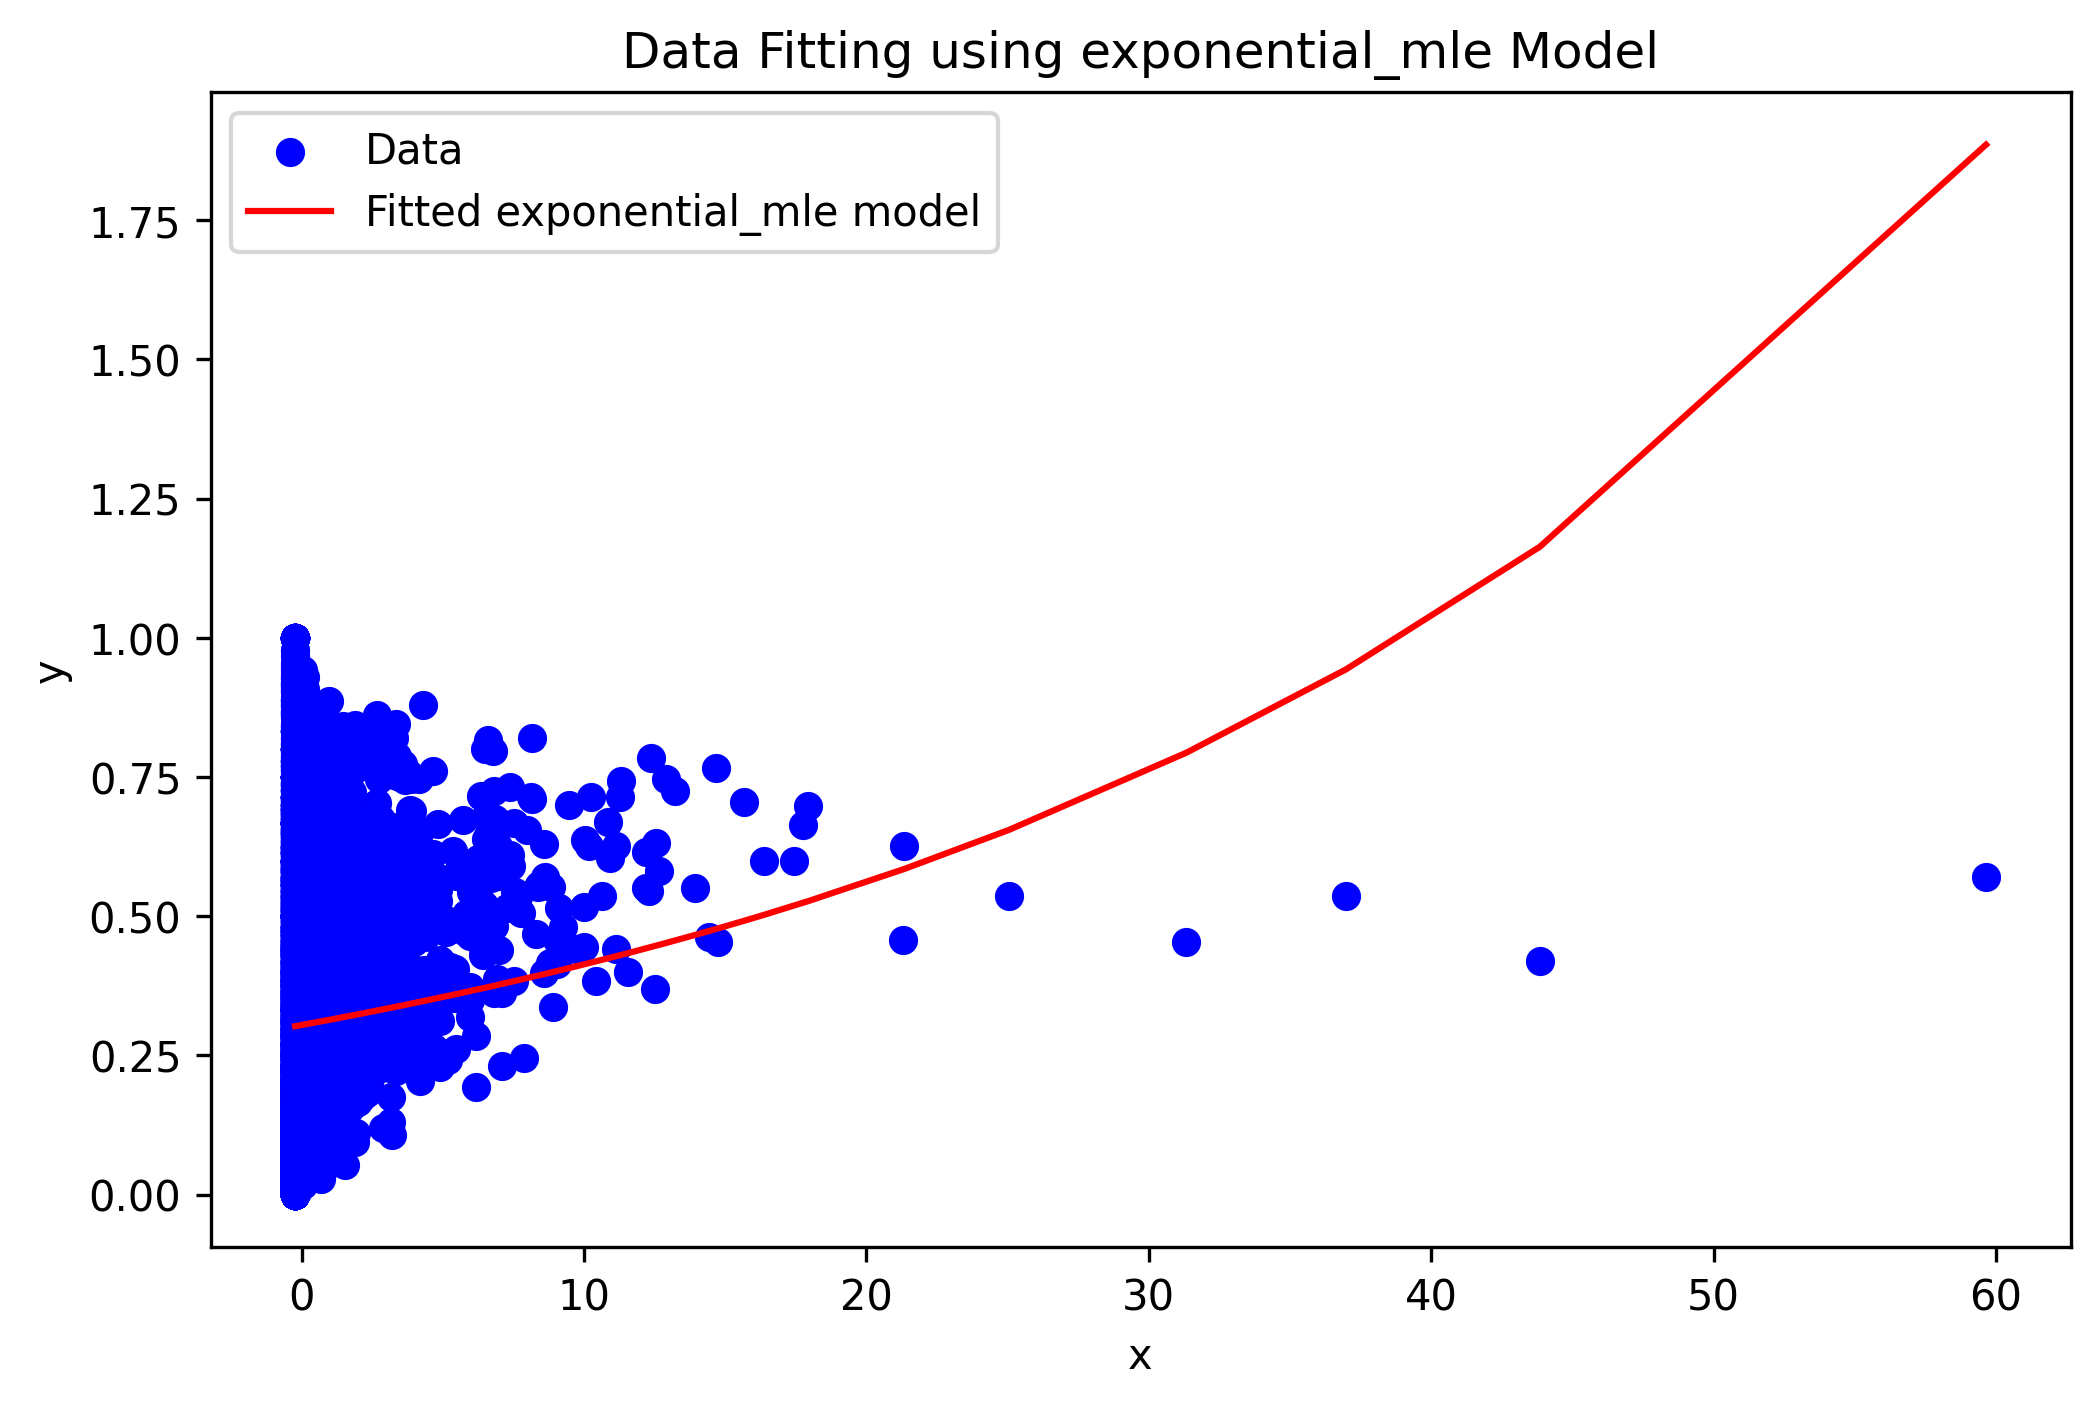 Data Fitting using exponential_mle Model
Data
Fitted exponential_mle model
1.75
1.50
1.25
1.00
0.75
0.50
0.25
0.00
y
0 10 20 30 40 50 60
x